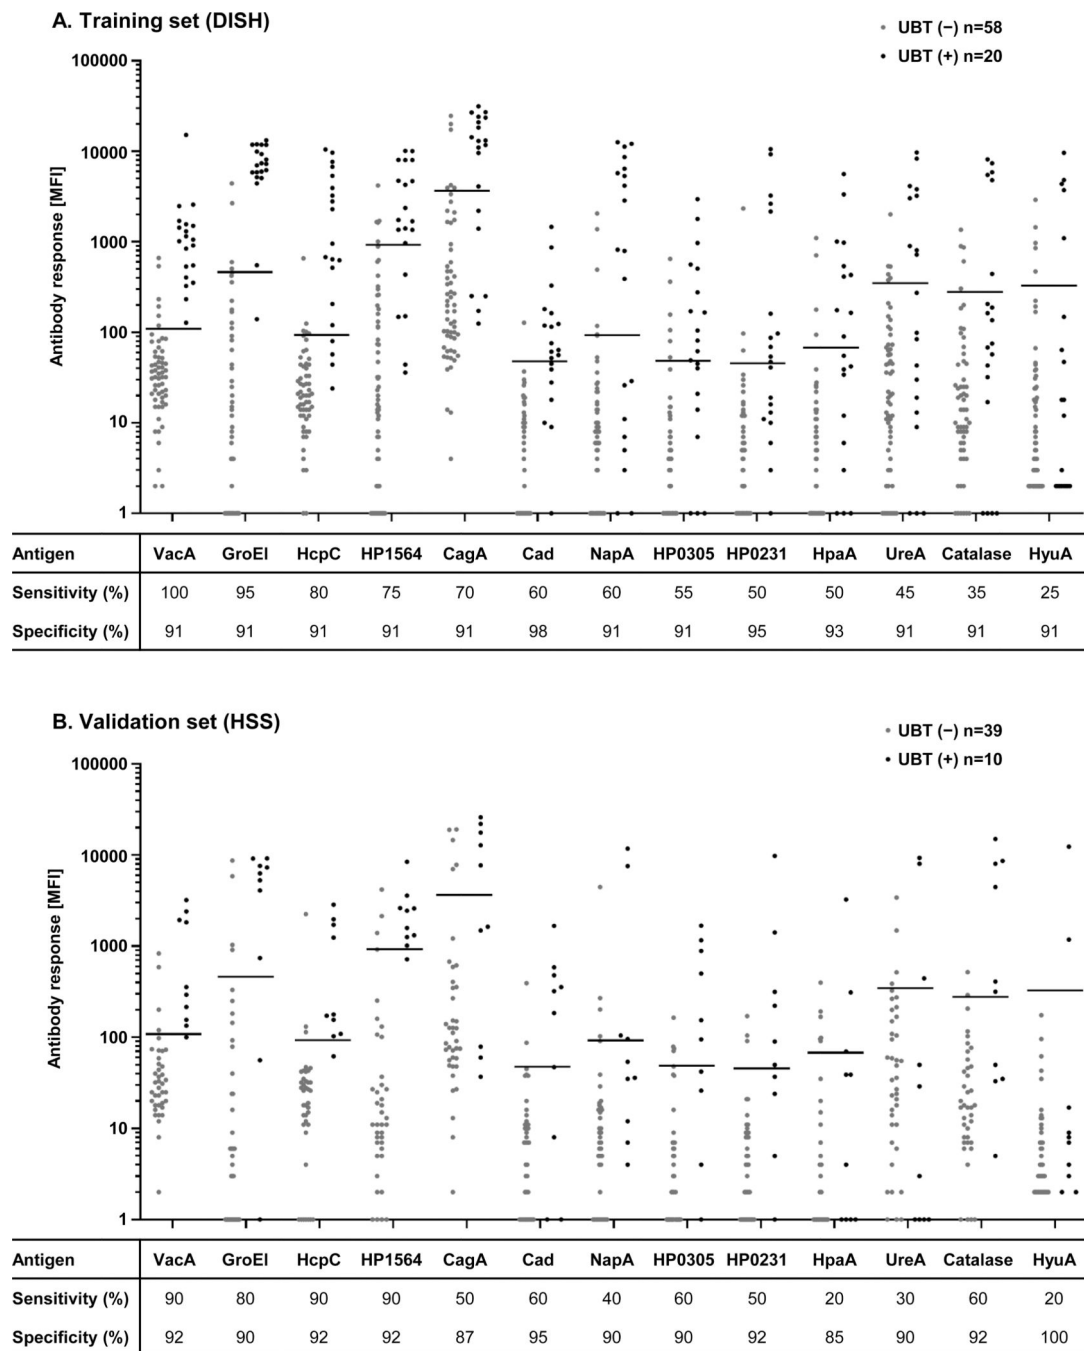 A. Training set (DISH)
UBT (−) n=58
UBT (+) n=20
Antibody response [MFI]
100000
10000
1000
100
10
1
Antigen VacA GroEl HcpC HP1564 CagA Cad NapA HP0305 HP0231 HpaA UreA Catalase HyuA
Sensitivity (%) 100 95 80 75 70 60 60 55 50 50 45 35 25
Specificity (%) 91 91 91 91 91 98 91 91 95 93 91 91 91
B. Validation set (HSS)
UBT (−) n=39
UBT (+) n=10
Antibody response [MFI]
100000
10000
1000
100
10
1
Antigen VacA GroEl HcpC HP1564 CagA Cad NapA HP0305 HP0231 HpaA UreA Catalase HyuA
Sensitivity (%) 90 80 90 90 50 60 40 60 50 20 30 60 20
Specificity (%) 92 90 92 92 87 95 90 90 92 85 90 92 100